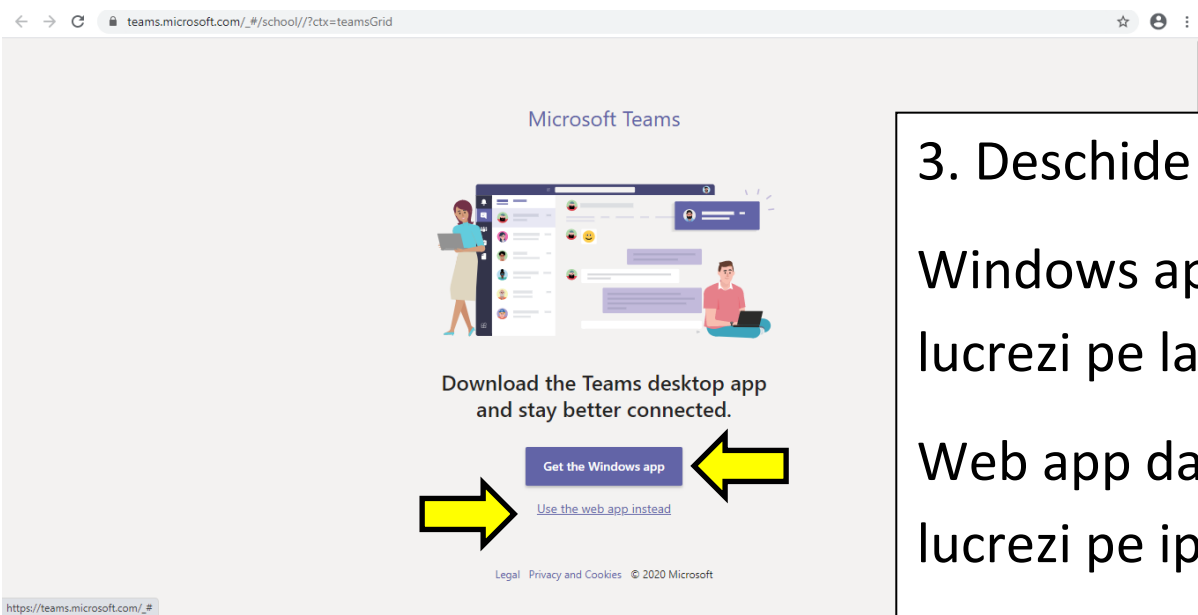 teams.microsoft.com/_#/school//?ctx=teamsGrid
Microsoft Teams
Download the Teams desktop app
and stay better connected.
Get the Windows app
Use the web app instead
Legal Privacy and Cookies © 2020 Microsoft
https://teams.microsoft.com/_#
3. Deschide
Windows ap
lucrezi pe la
Web app da
lucrezi pe ip